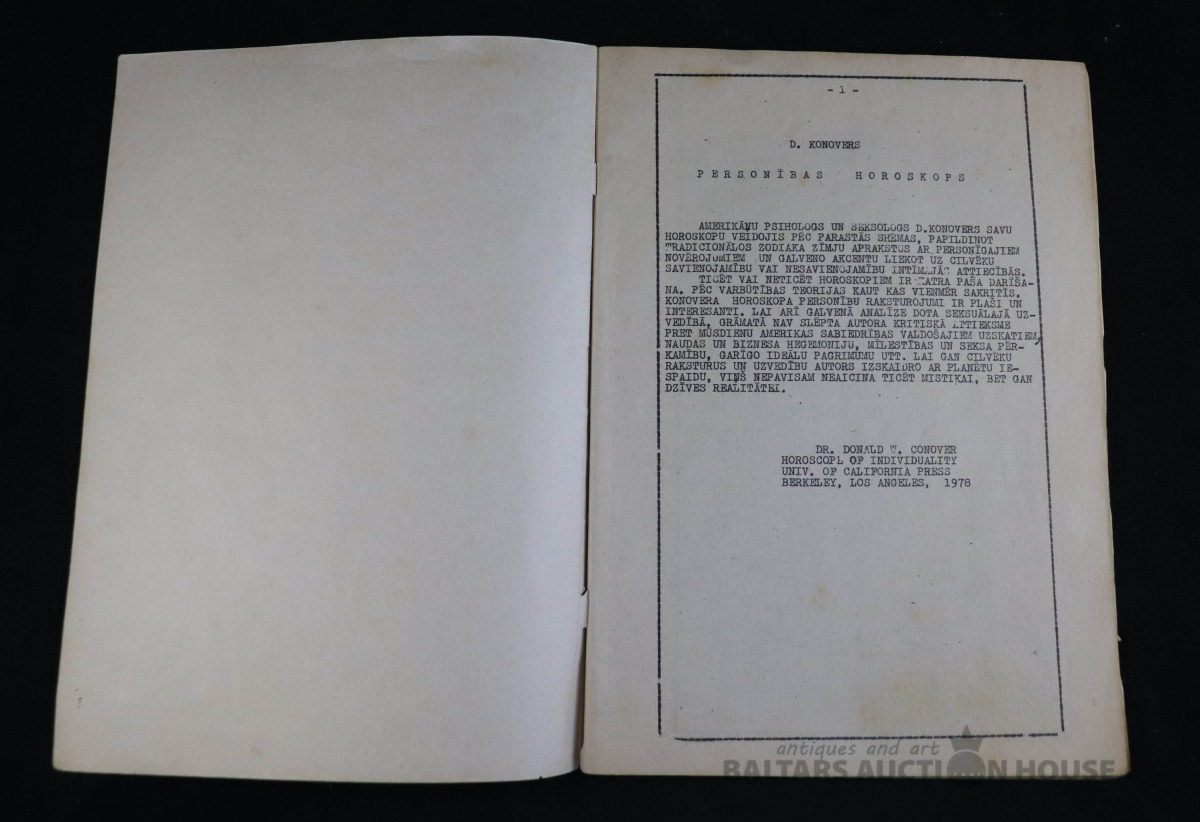 - 1 -
D. KONOVERS
PERSONĪBAS HOROSKOPS
AMERIKĀŅU PSIHOLOGS UN SEKSOLOGS D.KONOVERS SAVU
HOROSKOPU VEIDOJIS PĒC PARASTĀS SHĒMAS, PAPILDINOT
TRADICIONĀLOS ZODIAKA ZĪMJU APRAKSTUS AR PERSONĪGAJIEM
NOVĒROJUMIEM UN GALVENO AKCENTU LIEKOT UZ CILVĒKU
SAVIENOJAMĪBU VAI NESAVIENOJAMĪBU INTĪMAJĀS ATTIECĪBĀS.
TICĒT VAI NETICĒT HOROSKOPIEM IR KATRA PAŠA DARĪŠA-
NA. PĒC VARBŪTĪBAS TEORIJAS KAUT KAS VIENMĒR SAKRITĪS.
KONOVERA HOROSKOPA PERSONĪBU RAKSTUROJUMI IR PLAŠI UN
INTERESANTI. LAI ARĪ GALVENĀ ANALĪZE DOTA SEKSUĀLAJĀ UZ-
VEDĪBĀ, GRĀMATĀ NAV SLĒPTA AUTORA KRITISKĀ ATTIEKSME
PRET MŪSDIENU AMERIKAS SABIEDRĪBAS VALDOŠAJIEM UZSKATIEM,
NAUDAS UN BIZNESA HEGEMONIJU, MĪLESTĪBAS UN SEKSA PĒR-
KAMĪBU, GARĪGO IDEĀLU PAGRIMUMU UTT. LAI GAN CILVĒKU
RAKSTURUS UN UZVEDĪBU AUTORS IZSKAIDRO AR PLANĒTU IE-
SPAIDU, VIŅŠ NEPAVISAM NEAICINA TICĒT MISTIKAI, BET GAN
DZĪVES REALITĀTEI.
DR. DONALD W. CONOVER
HOROSCOPE OF INDIVIDUALITY
UNIV. OF CALIFORNIA PRESS
BERKELEY, LOS ANGELES, 1978
antiques and art
BALTARS AUCTION HOUSE